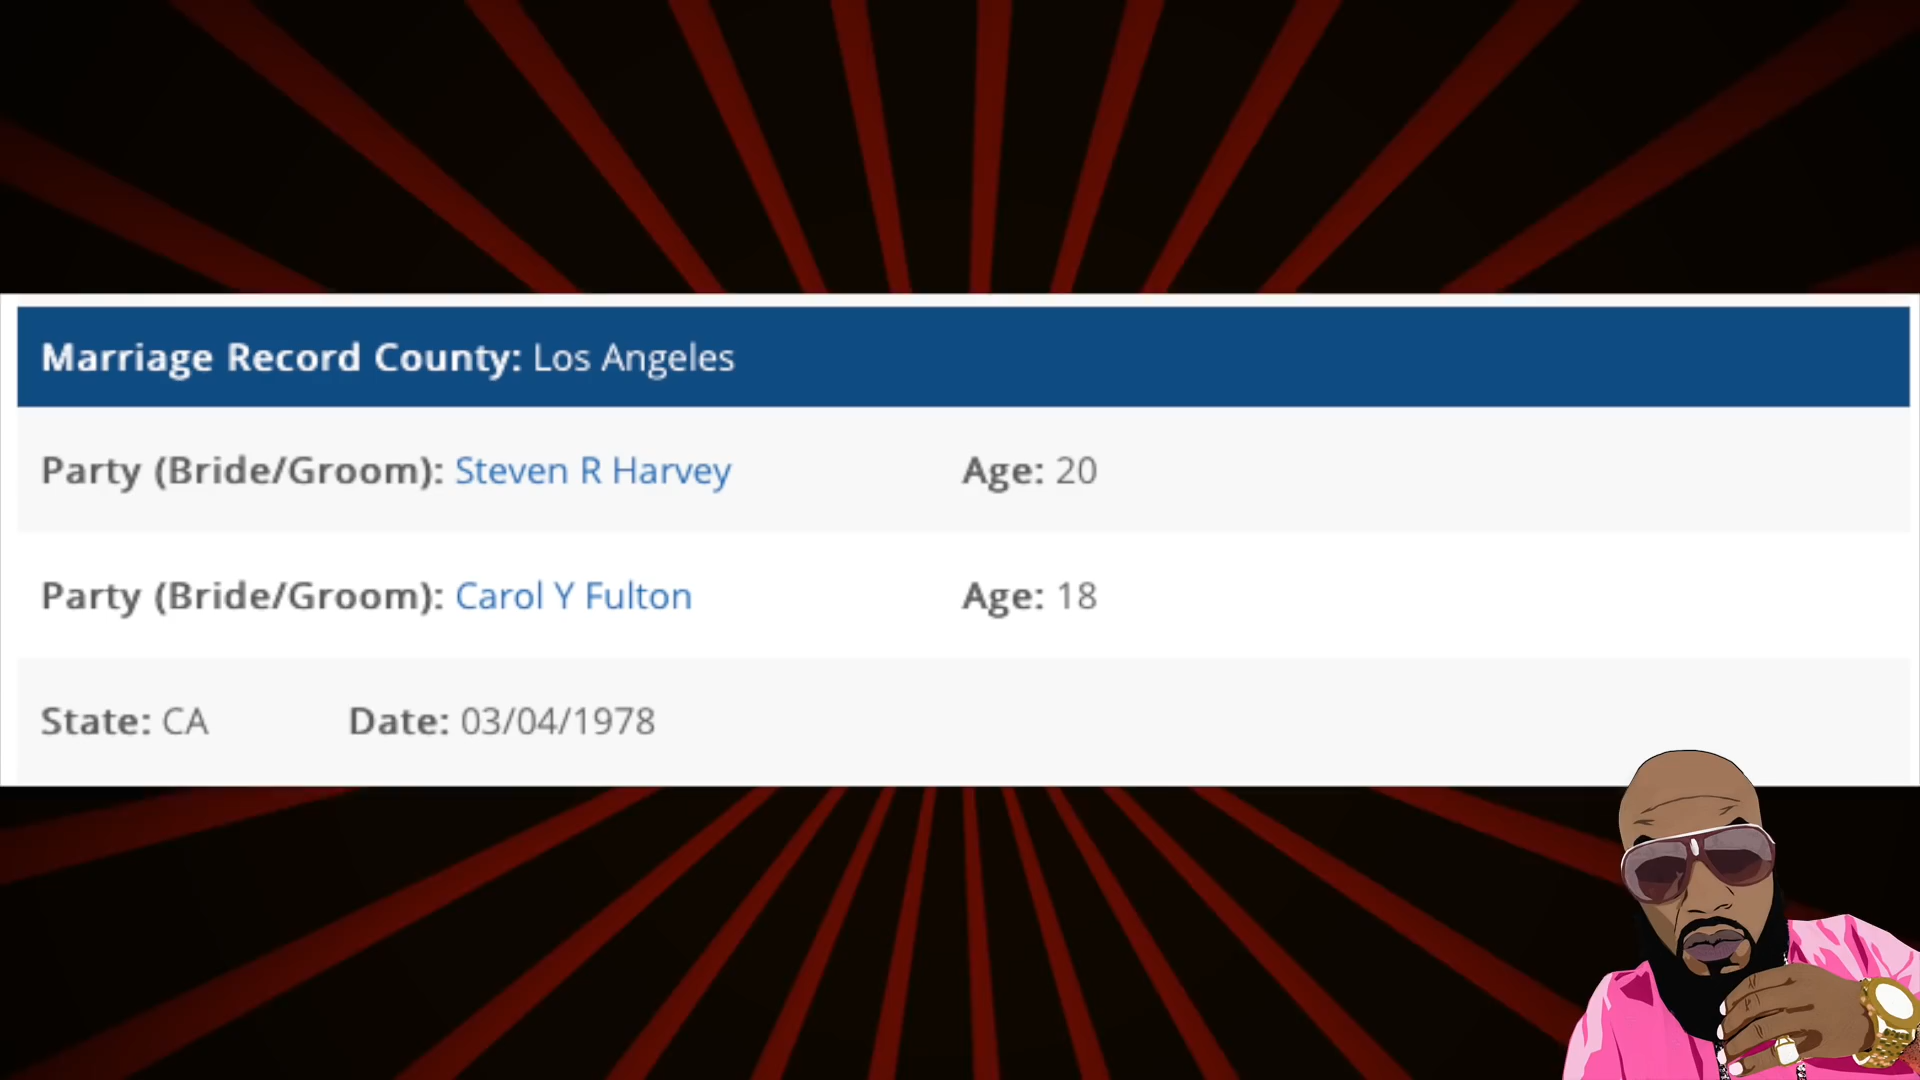 Marriage Record County: Los Angeles
Party (Bride/Groom): Steven R Harvey Age: 20
Party (Bride/Groom): Carol Y Fulton Age: 18
State: CA Date: 03/04/1978